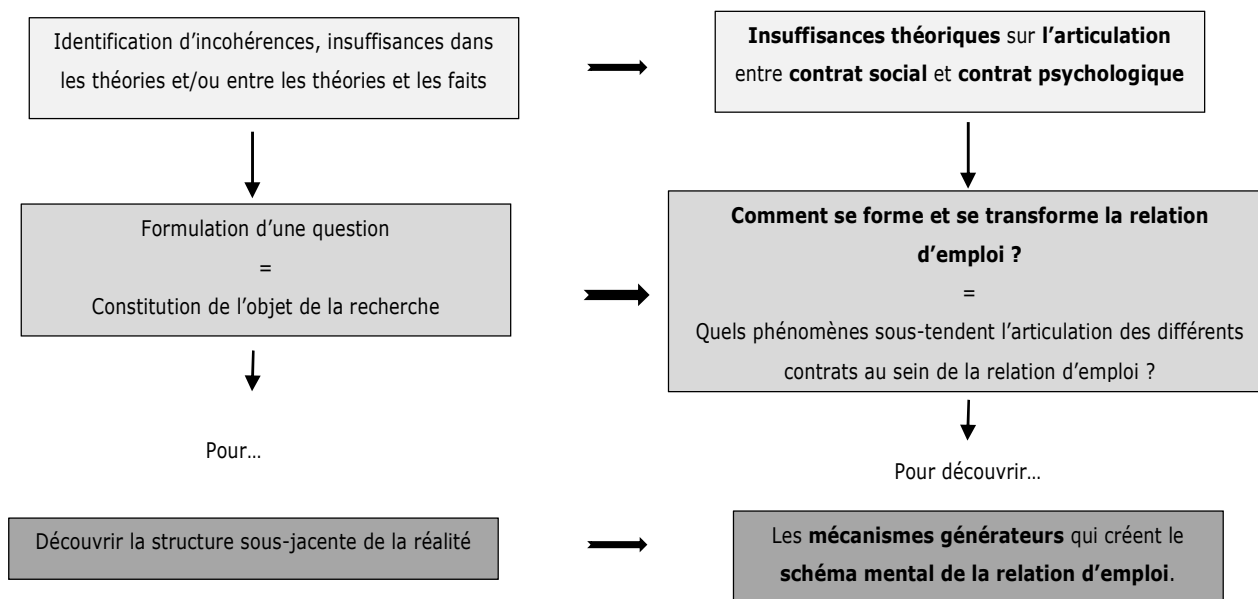 Identification d’incohérences, insuffisances dans
les théories et/ou entre les théories et les faits
Insuffisances théoriques sur l’articulation
entre contrat social et contrat psychologique
Formulation d’une question
=
Constitution de l’objet de la recherche
Comment se forme et se transforme la relation
d’emploi ?
=
Quels phénomènes sous-tendent l’articulation des différents
contrats au sein de la relation d’emploi ?
Pour…
Pour découvrir…
Découvrir la structure sous-jacente de la réalité
Les mécanismes générateurs qui créent le
schéma mental de la relation d’emploi.